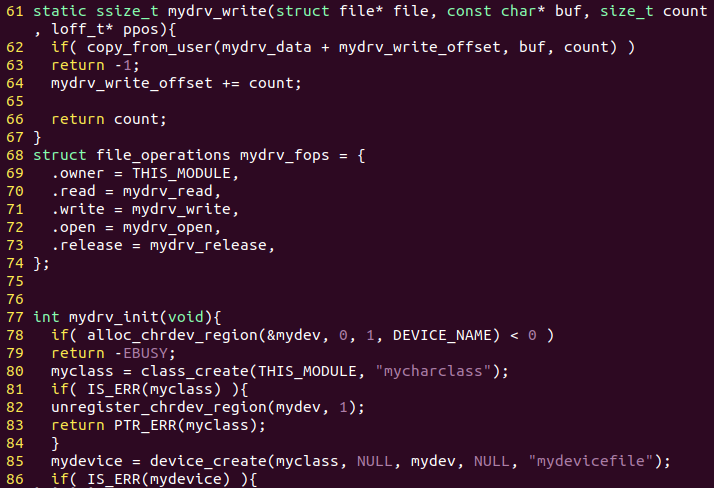 61 static ssize_t mydrv_write(struct file* file, const char* buf, size_t count
, loff_t* ppos){
62   if( copy_from_user(mydrv_data + mydrv_write_offset, buf, count) )
63   return -1;
64   mydrv_write_offset += count;
65
66   return count;
67 }
68 struct file_operations mydrv_fops = {
69   .owner = THIS_MODULE,
70   .read = mydrv_read,
71   .write = mydrv_write,
72   .open = mydrv_open,
73   .release = mydrv_release,
74 };
75
76
77 int mydrv_init(void){
78   if( alloc_chrdev_region(&mydev, 0, 1, DEVICE_NAME) < 0 )
79   return -EBUSY;
80   myclass = class_create(THIS_MODULE, "mycharclass");
81   if( IS_ERR(myclass) ){
82   unregister_chrdev_region(mydev, 1);
83   return PTR_ERR(myclass);
84   }
85   mydevice = device_create(myclass, NULL, mydev, NULL, "mydevicefile");
86   if( IS_ERR(mydevice) ){